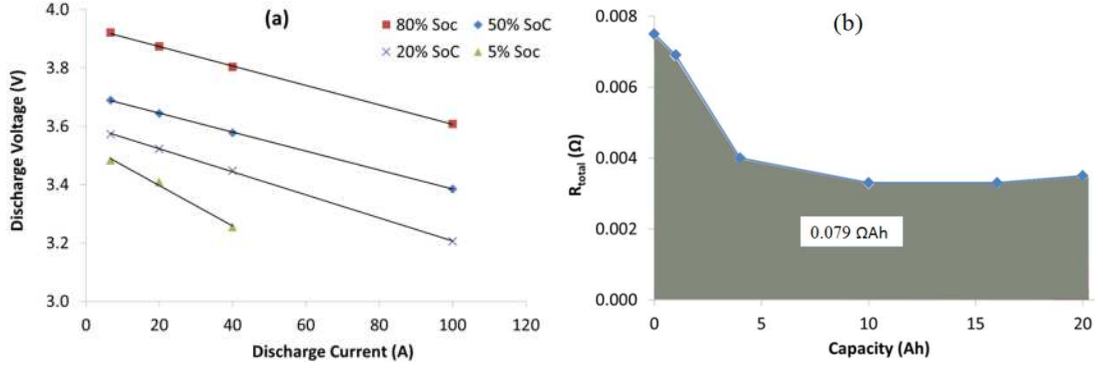 (a)
80% Soc 50% SoC
20% SoC 5% Soc
4.0
3.8
3.6
3.4
3.2
3.0
Discharge Voltage (V)
0 20 40 60 80 100 120
Discharge Current (A)
(b)
0.008
0.006
0.004
0.002
0.000
R_total (Ω)
0.079 ΩAh
0 5 10 15 20
Capacity (Ah)